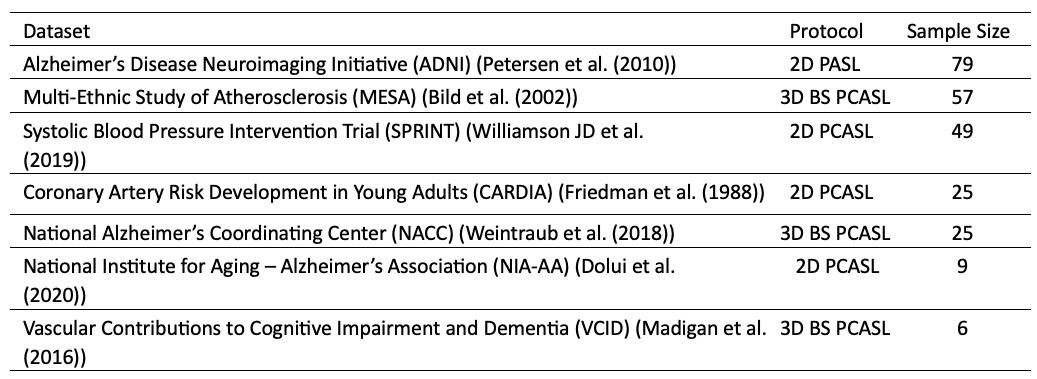 Dataset Protocol Sample Size
Alzheimer’s Disease Neuroimaging Initiative (ADNI) (Petersen et al. (2010)) 2D PASL 79
Multi-Ethnic Study of Atherosclerosis (MESA) (Bild et al. (2002)) 3D BS PCASL 57
Systolic Blood Pressure Intervention Trial (SPRINT) (Williamson JD et al. 2D PCASL 49
(2019))
Coronary Artery Risk Development in Young Adults (CARDIA) (Friedman et al. (1988)) 2D PCASL 25
National Alzheimer’s Coordinating Center (NACC) (Weintraub et al. (2018)) 3D BS PCASL 25
National Institute for Aging – Alzheimer’s Association (NIA-AA) (Dolui et al. 2D PCASL 9
(2020))
Vascular Contributions to Cognitive Impairment and Dementia (VCID) (Madigan et al. 3D BS PCASL 6
(2016))